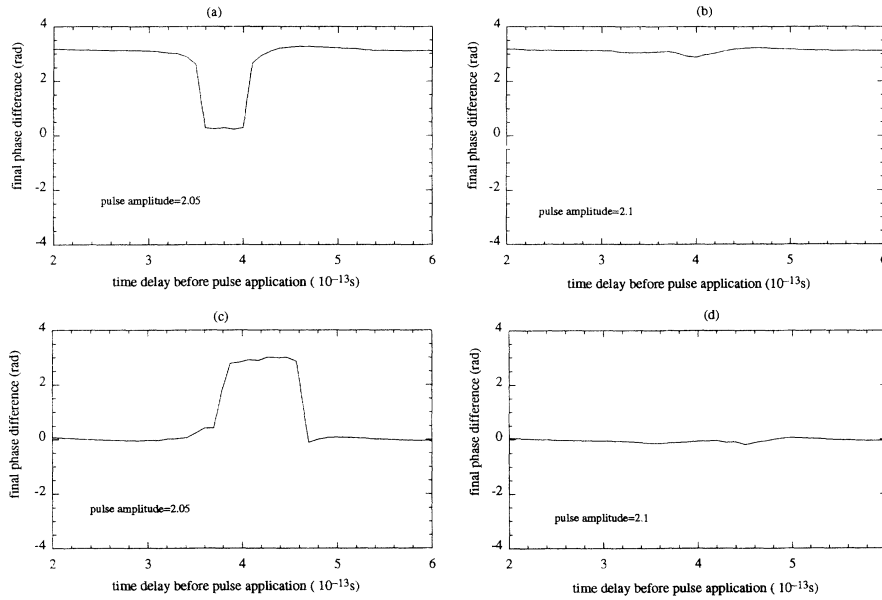 (a)
4
2
0
-2
-4
final phase difference (rad)
pulse amplitude=2.05
2 3 4 5 6
time delay before pulse application ( 10–13s)
(b)
4
2
0
-2
-4
final phase difference (rad)
pulse amplitude=2.1
2 3 4 5 6
time delay before pulse application (10–13s)
(c)
4
2
0
-2
-4
final phase difference (rad)
pulse amplitude=2.05
2 3 4 5 6
time delay before pulse application ( 10–13s)
(d)
4
2
0
-2
-4
final phase difference (rad)
pulse amplitude=2.1
2 3 4 5 6
time delay before pulse application ( 10–13s)